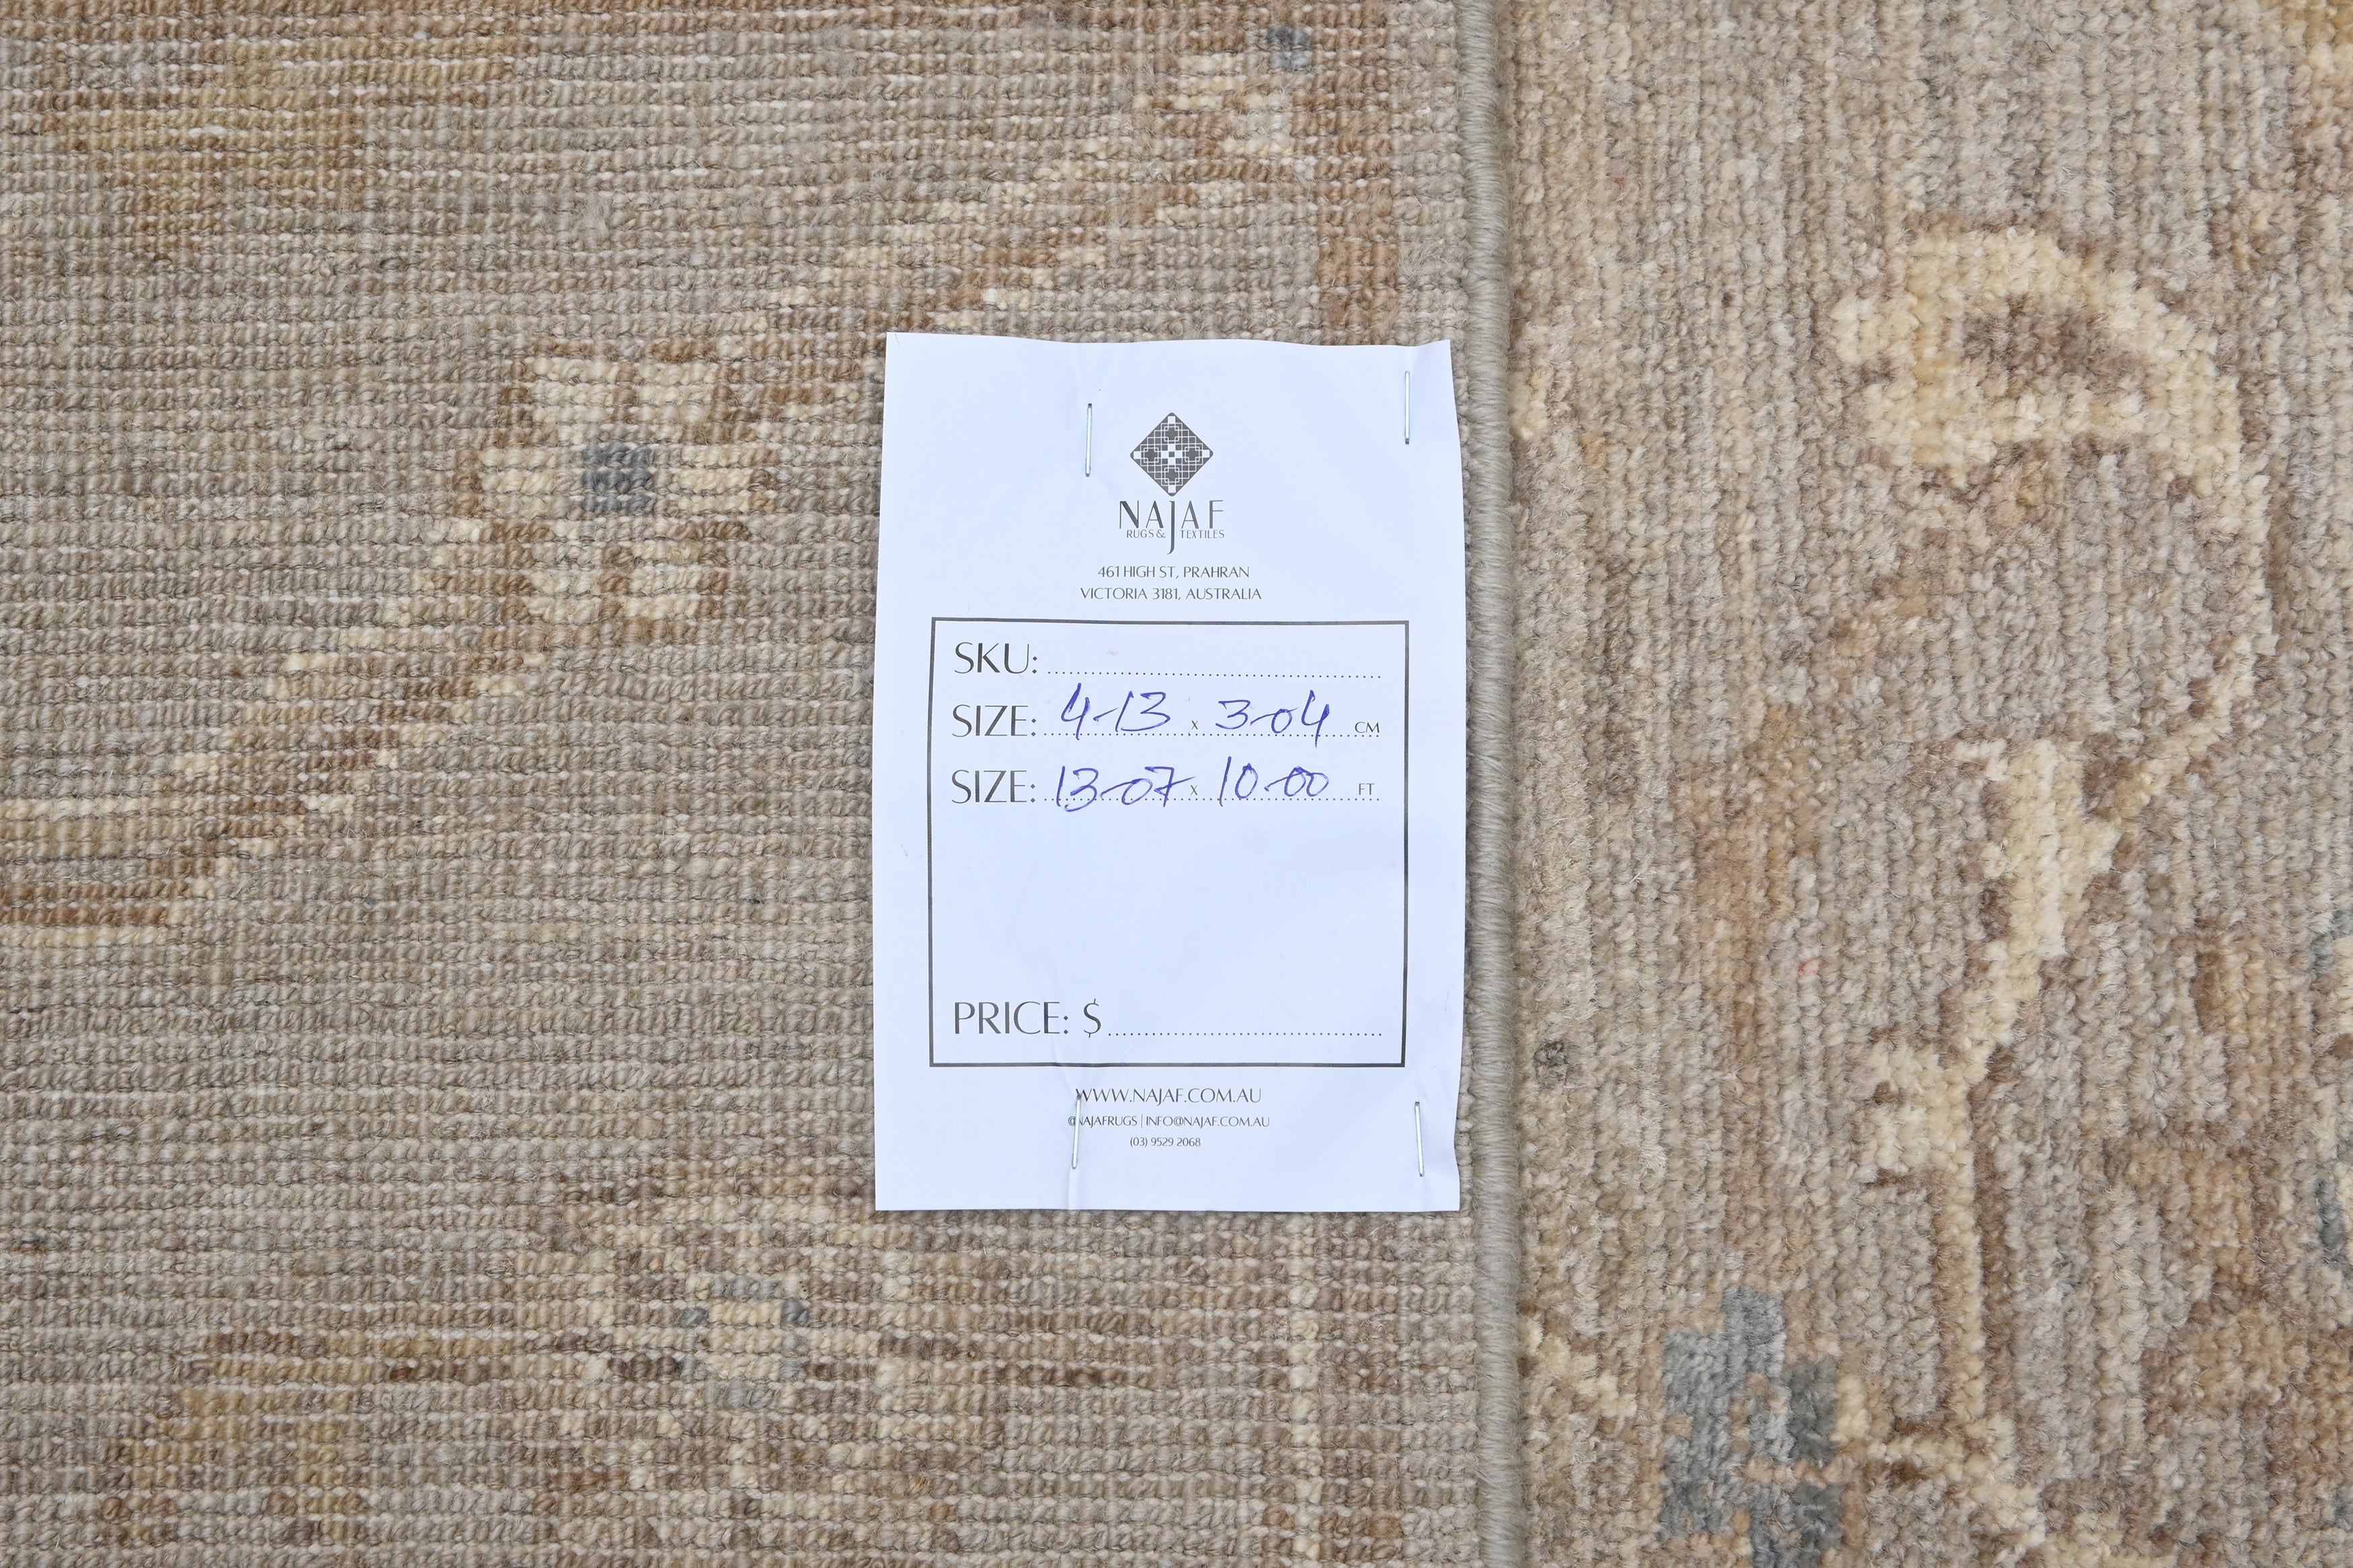 NAJAF
RUGS & TEXTILES
461 HIGH ST, PRAHRAN
VICTORIA 3181, AUSTRALIA
SKU:
SIZE: 4-13 x 3-04 CM
SIZE: 13-07 x 10-00 FT
PRICE: $
WWW.NAJAF.COM.AU
@NAJAFRUGS | INFO@NAJAF.COM.AU
(03) 9529 2068